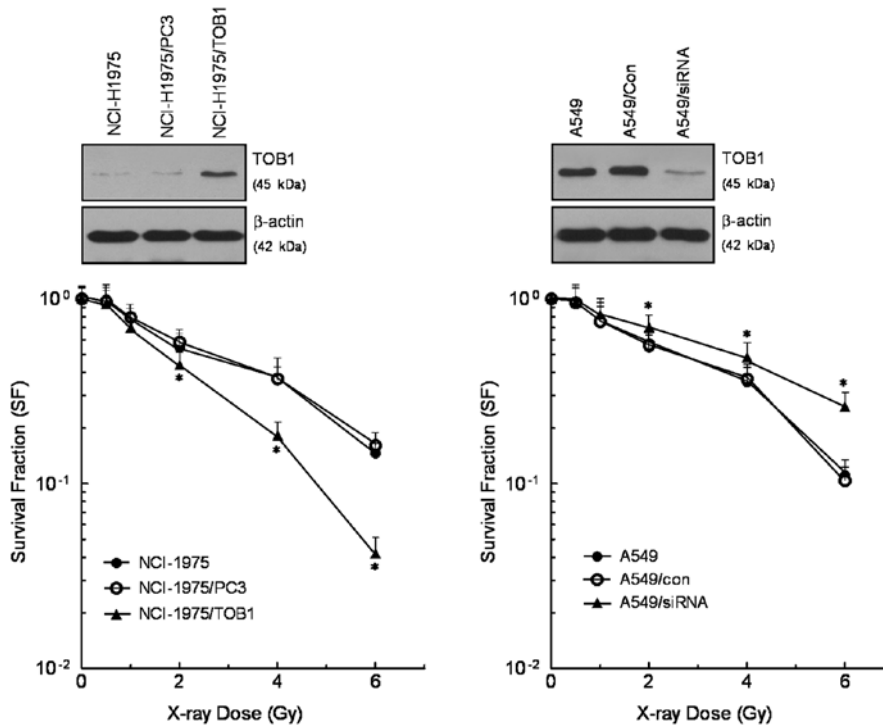 NCI-H1975
NCI-H1975/PC3
NCI-H1975/TOB1
TOB1
(45 kDa)
β-actin
(42 kDa)
10⁰
10⁻¹
10⁻²
Survival Fraction (SF)
* * *
NCI-1975
NCI-1975/PC3
NCI-1975/TOB1
0 2 4 6
X-ray Dose (Gy)
A549
A549/Con
A549/siRNA
TOB1
(45 kDa)
β-actin
(42 kDa)
10⁰
10⁻¹
10⁻²
Survival Fraction (SF)
* * *
A549
A549/con
A549/siRNA
0 2 4 6
X-ray Dose (Gy)